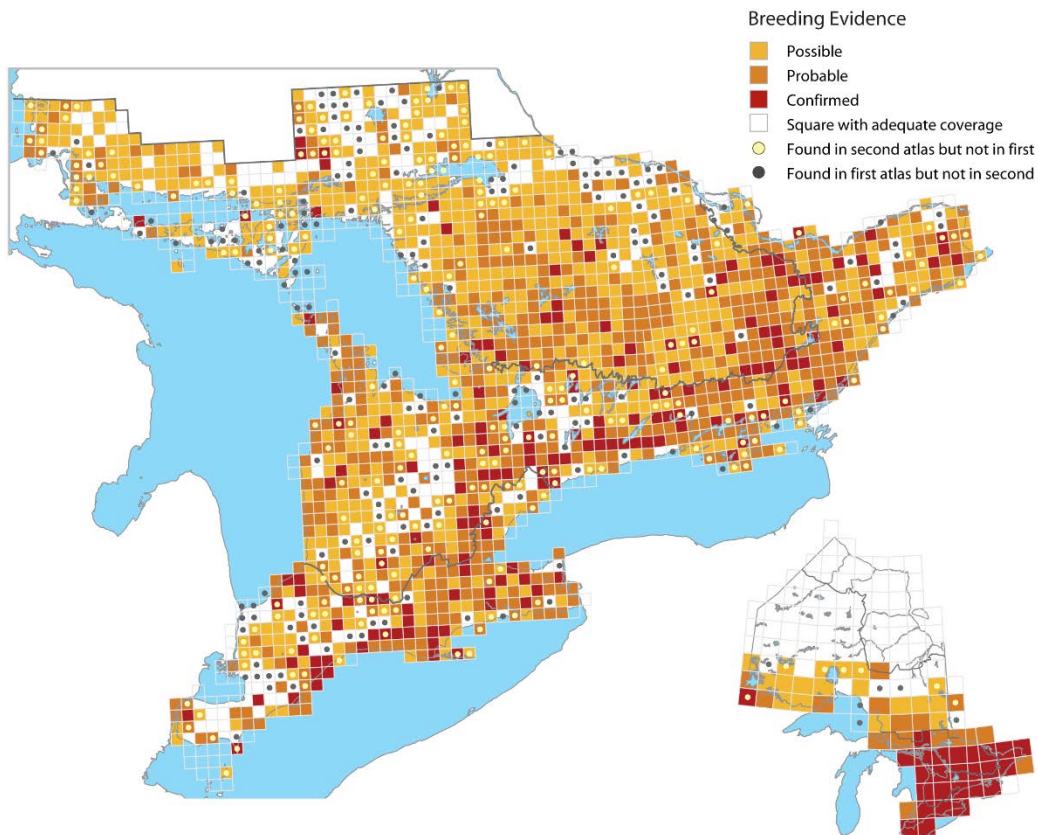 Breeding Evidence
Possible
Probable
Confirmed
Square with adequate coverage
Found in second atlas but not in first
Found in first atlas but not in second